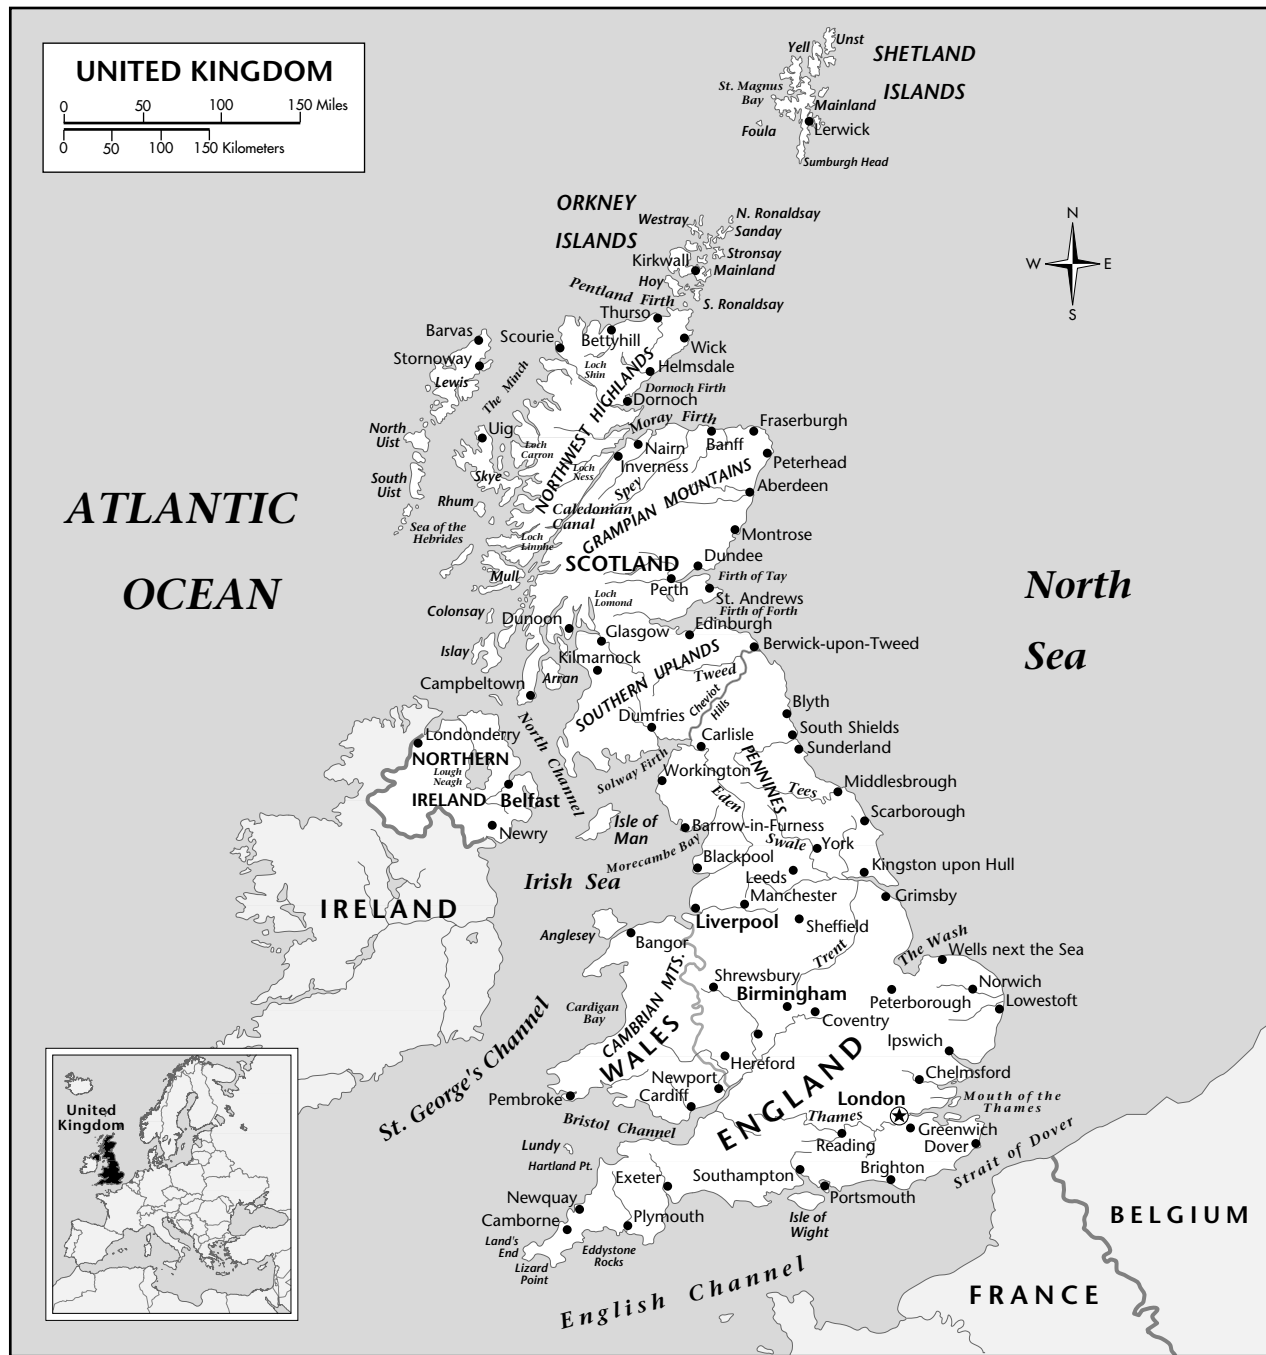 UNITED KINGDOM
0 50 100 150 Miles
0 50 100 150 Kilometers
Yell
Unst
SHETLAND
ISLANDS
St. Magnus
Bay
Mainland
Foula
Lerwick
Sumburgh Head
ORKNEY
ISLANDS
Westray
N. Ronaldsay
Sanday
Stronsay
Kirkwall
Mainland
Hoy
S. Ronaldsay
Pentland Firth
N
W
E
S
Thurso
Barvas
Scourie
Bettyhill
Wick
Stornoway
Lewis
The Minch
Loch
Shin
Helmsdale
Dornoch Firth
Dornoch
NORTHWEST HIGHLANDS
Moray Firth
Fraserburgh
North
Uist
Uig
Loch
Carron
Nairn
Banff
Inverness
Peterhead
South
Uist
Skye
Loch
Ness
Spey
Aberdeen
Rhum
Caledonian
Canal
GRAMPIAN MOUNTAINS
Sea of the
Hebrides
Loch
Linnhe
Montrose
ATLANTIC
OCEAN
SCOTLAND
Dundee
Mull
Perth
Firth of Tay
North
Sea
Loch
Lomond
St. Andrews
Colonsay
Firth of Forth
Dunoon
Glasgow
Edinburgh
Islay
Kilmarnock
Berwick-upon-Tweed
Arran
SOUTHERN UPLANDS
Tweed
Campbeltown
Cheviot
Hills
Blyth
North Channel
Dumfries
Londonderry
Carlisle
South Shields
Sunderland
NORTHERN
IRELAND
Lough
Neagh
Solway Firth
Workington
PENNINES
Tees
Middlesbrough
Belfast
Eden
Scarborough
Newry
Isle of
Man
Barrow-in-Furness
Swale
York
Morecambe Bay
Blackpool
Kingston upon Hull
Irish Sea
Leeds
Manchester
Grimsby
IRELAND
Liverpool
Sheffield
Anglesey
Bangor
Trent
The Wash
Wells next the Sea
CAMBRIAN MTS.
Shrewsbury
Norwich
Birmingham
Peterborough
Lowestoft
Cardigan
Bay
Coventry
WALES
Ipswich
St. George's Channel
Hereford
ENGLAND
Chelmsford
Newport
Pembroke
Cardiff
London
Mouth of the
Thames
Bristol Channel
Thames
Greenwich
Reading
Dover
Lundy
Strait of Dover
Hartland Pt.
Exeter
Southampton
Brighton
Newquay
Portsmouth
Camborne
Plymouth
Isle of
Wight
Land's
End
Eddystone
Rocks
Lizard
Point
English Channel
BELGIUM
FRANCE
United
Kingdom